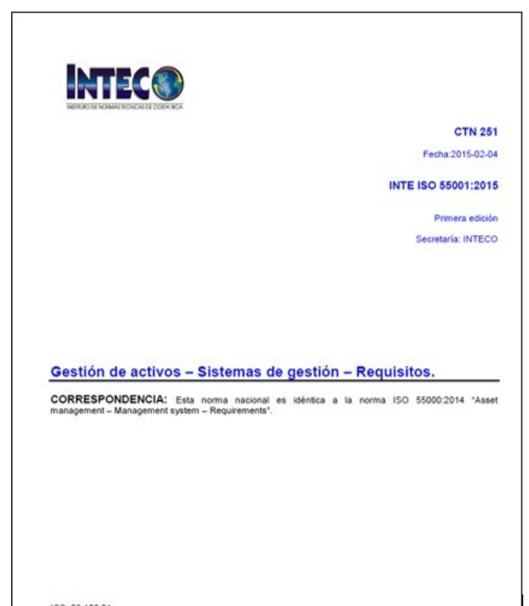 INTECO
INSTITUTO DE NORMAS TECNICAS DE COSTA RICA
CTN 251
Fecha:2015-02-04
INTE ISO 55001:2015
Primera edición
Secretaría: INTECO
Gestión de activos – Sistemas de gestión – Requisitos.
CORRESPONDENCIA: Esta norma nacional es idéntica a la norma ISO 55000:2014 "Asset
management – Management system – Requirements".